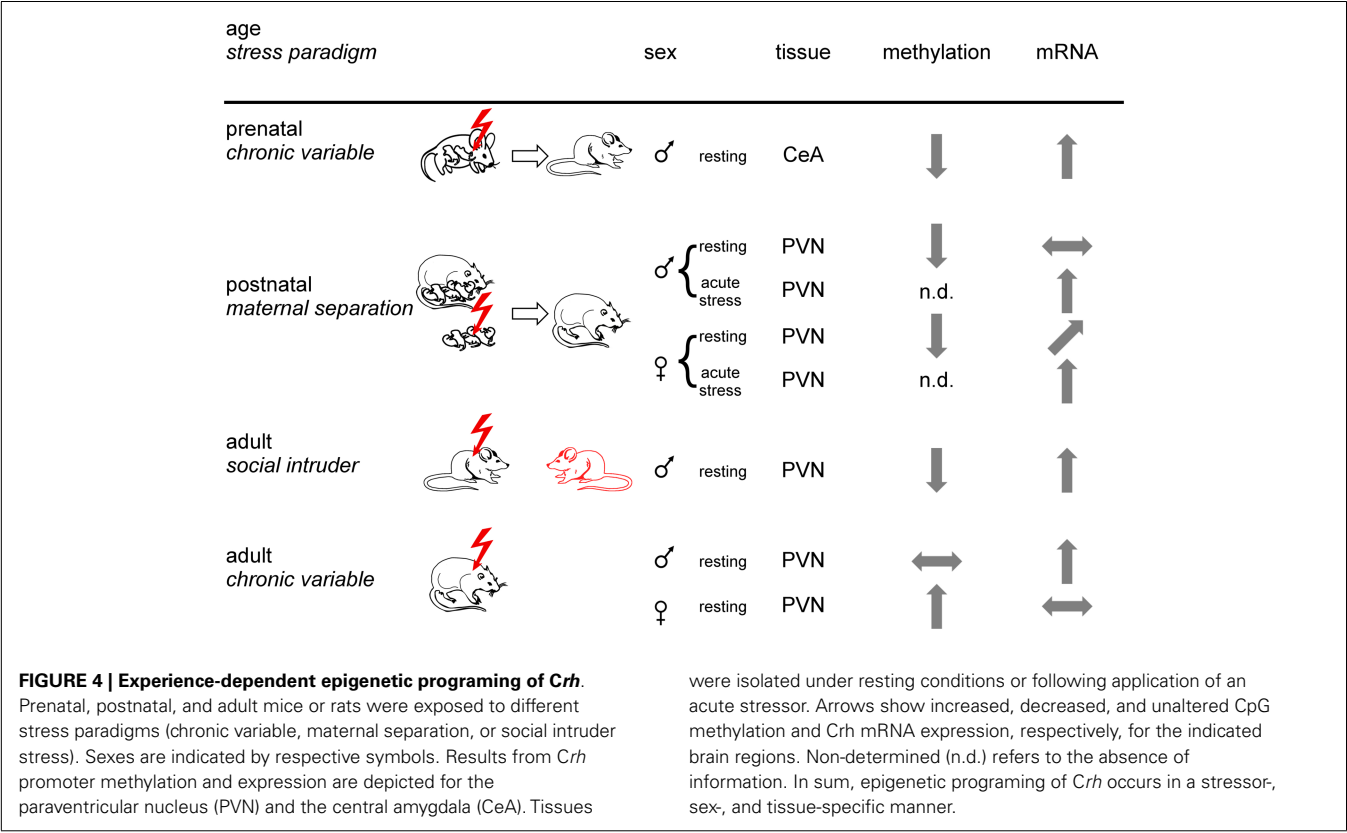 age
stress paradigm sex tissue methylation mRNA
prenatal
chronic variable ♂ resting CeA
postnatal
maternal separation
♂ resting PVN
acute
stress PVN n.d.
♀ resting PVN
acute
stress PVN n.d.
adult
social intruder ♂ resting PVN
adult
chronic variable ♂ resting PVN
♀ resting PVN
FIGURE 4 | Experience-dependent epigenetic programing of Crh.
Prenatal, postnatal, and adult mice or rats were exposed to different
stress paradigms (chronic variable, maternal separation, or social intruder
stress). Sexes are indicated by respective symbols. Results from Crh
promoter methylation and expression are depicted for the
paraventricular nucleus (PVN) and the central amygdala (CeA). Tissues
were isolated under resting conditions or following application of an
acute stressor. Arrows show increased, decreased, and unaltered CpG
methylation and Crh mRNA expression, respectively, for the indicated
brain regions. Non-determined (n.d.) refers to the absence of
information. In sum, epigenetic programing of Crh occurs in a stressor-,
sex-, and tissue-specific manner.